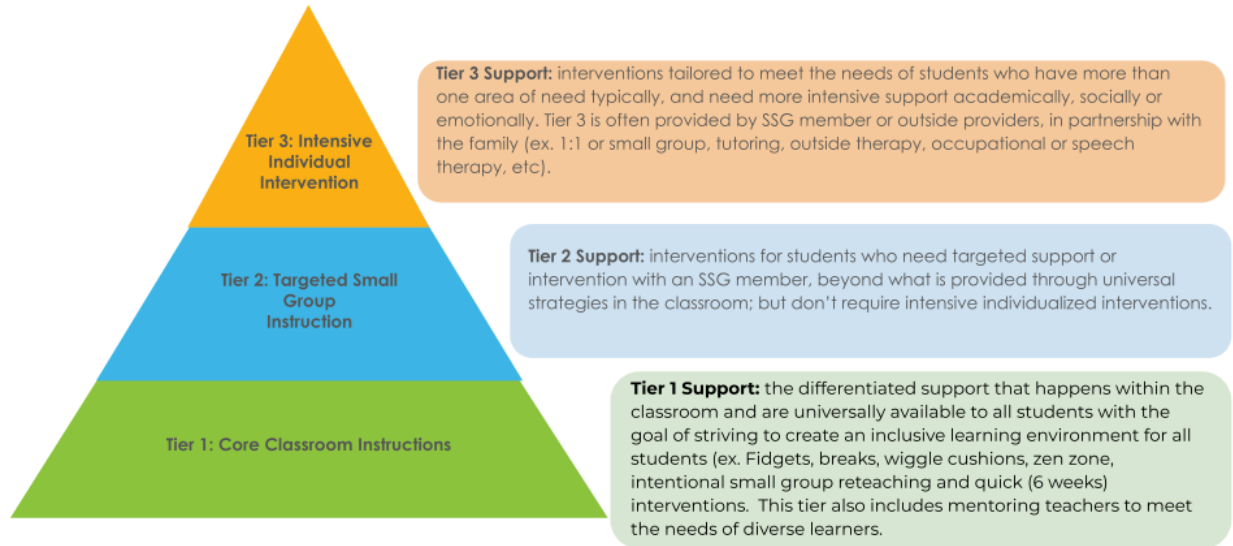 Tier 3: Intensive
Individual
Intervention
Tier 3 Support: interventions tailored to meet the needs of students who have more than
one area of need typically, and need more intensive support academically, socially or
emotionally. Tier 3 is often provided by SSG member or outside providers, in partnership with
the family (ex. 1:1 or small group, tutoring, outside therapy, occupational or speech
therapy, etc).
Tier 2: Targeted Small
Group
Instruction
Tier 2 Support: interventions for students who need targeted support or
intervention with an SSG member, beyond what is provided through universal
strategies in the classroom; but don't require intensive individualized interventions.
Tier 1: Core Classroom Instructions
Tier 1 Support: the differentiated support that happens within the
classroom and are universally available to all students with the
goal of striving to create an inclusive learning environment for all
students (ex. Fidgets, breaks, wiggle cushions, zen zone,
intentional small group reteaching and quick (6 weeks)
interventions.  This tier also includes mentoring teachers to meet
the needs of diverse learners.